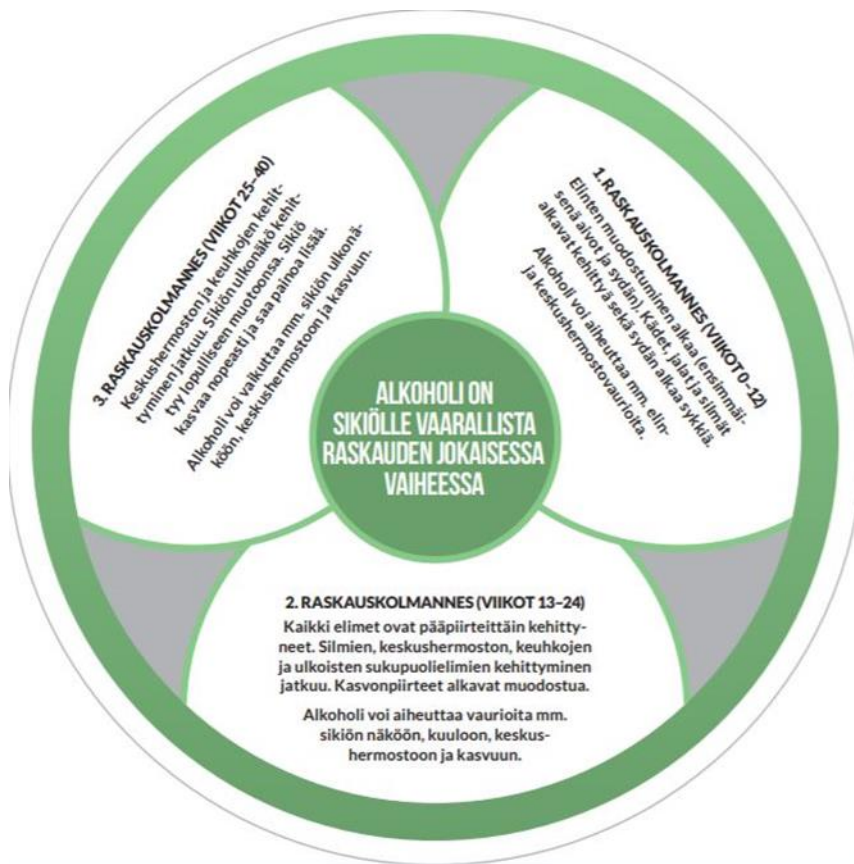 ALKOHOLI ON
SIKIÖLLE VAARALLISTA
RASKAUDEN JOKAISESSA
VAIHEESSA
1. RASKAUSKOLMANNES (VIIKOT 0–12)
Elinten muodostuminen alkaa (ensimmäi-
senä aivot ja sydän). Kädet, jalat ja silmät
alkavat kehittyä sekä sydän alkaa sykkiä.
Alkoholi voi aiheuttaa mm. elin-
ja keskushermostovaurioita.
2. RASKAUSKOLMANNES (VIIKOT 13–24)
Kaikki elimet ovat pääpiirteittäin kehitty-
neet. Silmien, keskushermoston, keuhkojen
ja ulkoisten sukupuolielimien kehittyminen
jatkuu. Kasvonpiirteet alkavat muodostua.
Alkoholi voi aiheuttaa vaurioita mm.
sikiön näköön, kuuloon, keskus-
hermostoon ja kasvuun.
3. RASKAUSKOLMANNES (VIIKOT 25–40)
Keskushermoston ja keuhkojen kehit-
tyminen jatkuu. Sikiön ulkonäkö kehit-
tyy lopulliseen muotoonsa. Sikiö
kasvaa nopeasti ja saa painoa lisää.
Alkoholi voi vaikuttaa mm. sikiön ulkonä-
köön, keskushermostoon ja kasvuun.